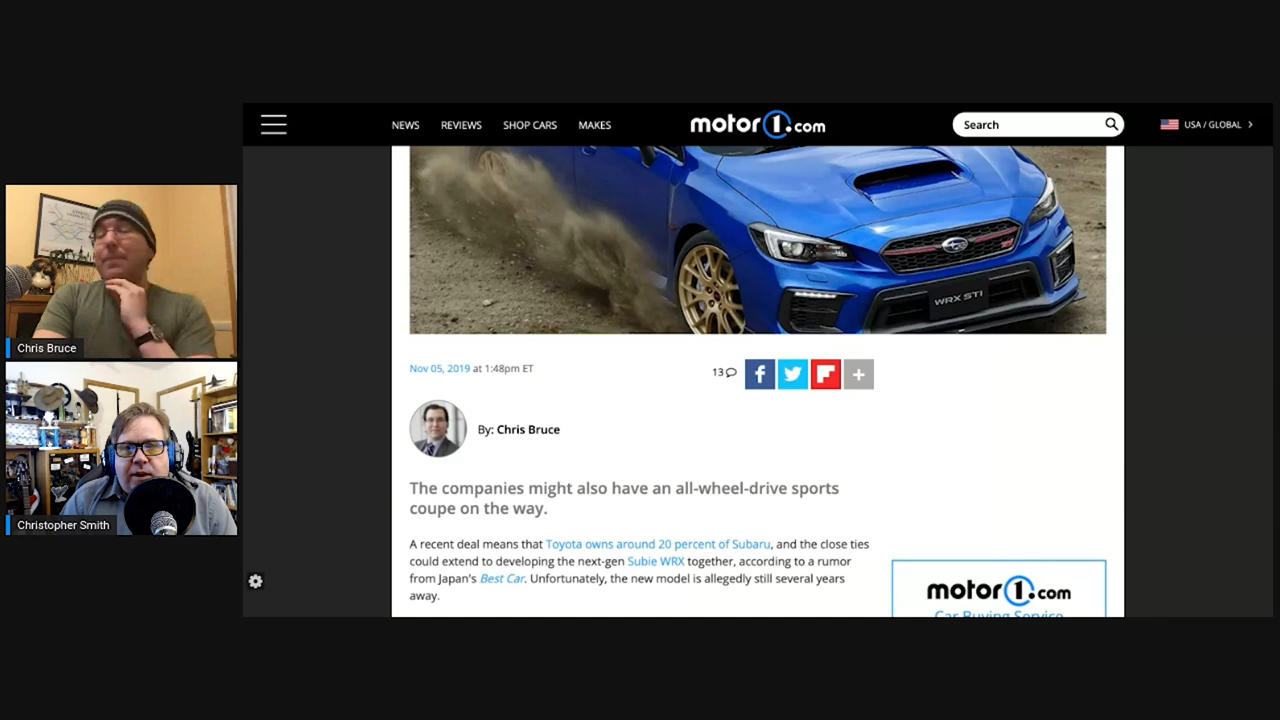 NEWS REVIEWS SHOP CARS MAKES motor1.com Search USA / GLOBAL
WRX STI
Nov 05, 2019 at 1:48pm ET
13
f
+
By: Chris Bruce
The companies might also have an all-wheel-drive sports
coupe on the way.
A recent deal means that Toyota owns around 20 percent of Subaru, and the close ties
could extend to developing the next-gen Subie WRX together, according to a rumor
from Japan's Best Car. Unfortunately, the new model is allegedly still several years
away.
motor1.com
Car Buying Service
Chris Bruce
Christopher Smith